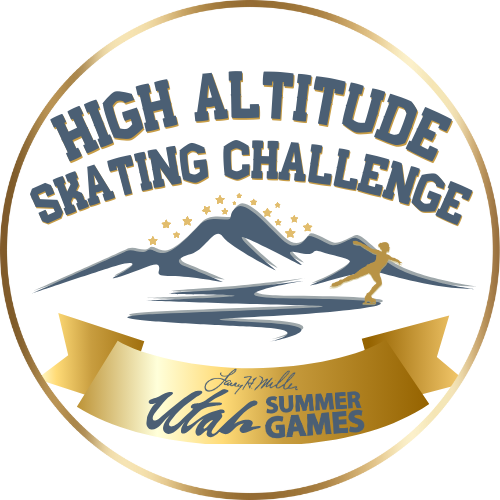 HIGH ALTITUDE
SKATING CHALLENGE
Larry H. Miller
Utah SUMMER
GAMES